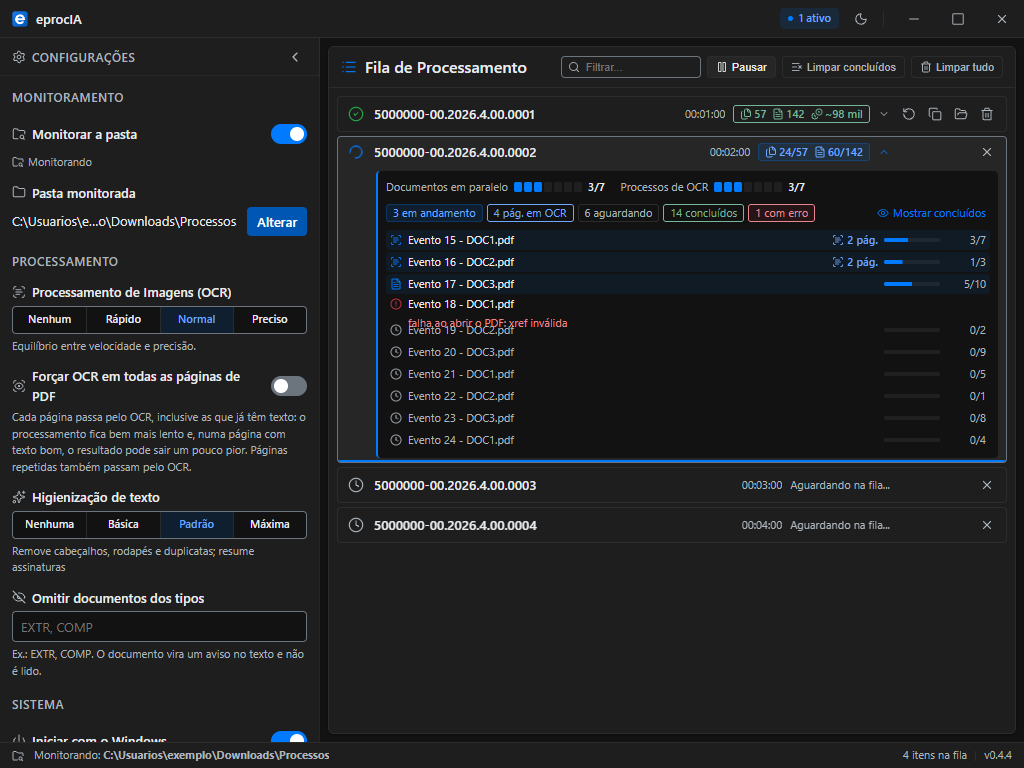 eprocIA
1 ativo
CONFIGURAÇÕES
MONITORAMENTO
Monitorar a pasta
Monitorando
Pasta monitorada
C:\Usuarios\e...o\Downloads\Processos
Alterar
PROCESSAMENTO
Processamento de Imagens (OCR)
Nenhum Rápido Normal Preciso
Equilíbrio entre velocidade e precisão.
Forçar OCR em todas as páginas de
PDF
Cada página passa pelo OCR, inclusive as que já têm texto: o
processamento fica bem mais lento e, numa página com
texto bom, o resultado pode sair um pouco pior. Páginas
repetidas também passam pelo OCR.
Higienização de texto
Nenhuma Básica Padrão Máxima
Remove cabeçalhos, rodapés e duplicatas; resume
assinaturas
Omitir documentos dos tipos
EXTR, COMP
Ex.: EXTR, COMP. O documento vira um aviso no texto e não
é lido.
SISTEMA
Iniciar com o Windows
Fila de Processamento
Filtrar...
Pausar
Limpar concluídos
Limpar tudo
5000000-00.2026.4.00.0001 00:01:00 57 142 ~98 mil
5000000-00.2026.4.00.0002 00:02:00 24/57 60/142
Documentos em paralelo 3/7 Processos de OCR 3/7
3 em andamento 4 pág. em OCR 6 aguardando 14 concluídos 1 com erro Mostrar concluídos
Evento 15 - DOC1.pdf 2 pág. 3/7
Evento 16 - DOC2.pdf 2 pág. 1/3
Evento 17 - DOC3.pdf 5/10
Evento 18 - DOC1.pdf
falha ao abrir o PDF: xref inválida
Evento 19 - DOC2.pdf 0/2
Evento 20 - DOC3.pdf 0/9
Evento 21 - DOC1.pdf 0/5
Evento 22 - DOC2.pdf 0/1
Evento 23 - DOC3.pdf 0/8
Evento 24 - DOC1.pdf 0/4
5000000-00.2026.4.00.0003 00:03:00 Aguardando na fila...
5000000-00.2026.4.00.0004 00:04:00 Aguardando na fila...
Monitorando: C:\Usuarios\exemplo\Downloads\Processos
4 itens na fila
v0.4.4